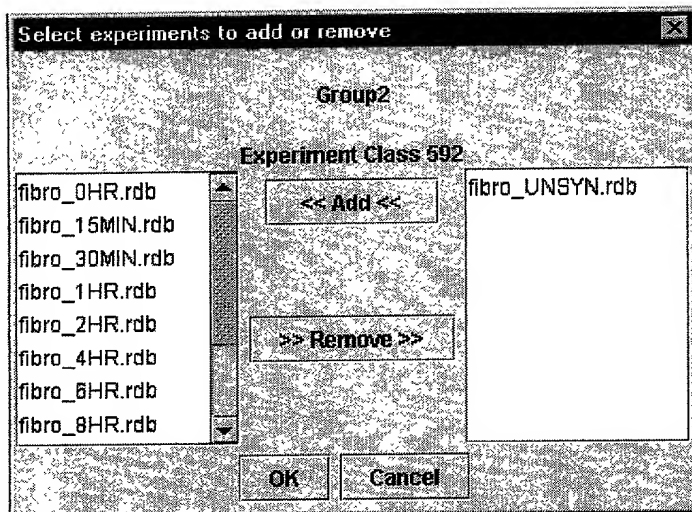 Select experiments to add or remove
Group2
Experiment Class 592
fibro_0HR.rdb
fibro_15MIN.rdb
fibro_30MIN.rdb
fibro_1HR.rdb
fibro_2HR.rdb
fibro_4HR.rdb
fibro_6HR.rdb
fibro_8HR.rdb
<< Add <<
>> Remove >>
fibro_UNSYN.rdb
OK
Cancel